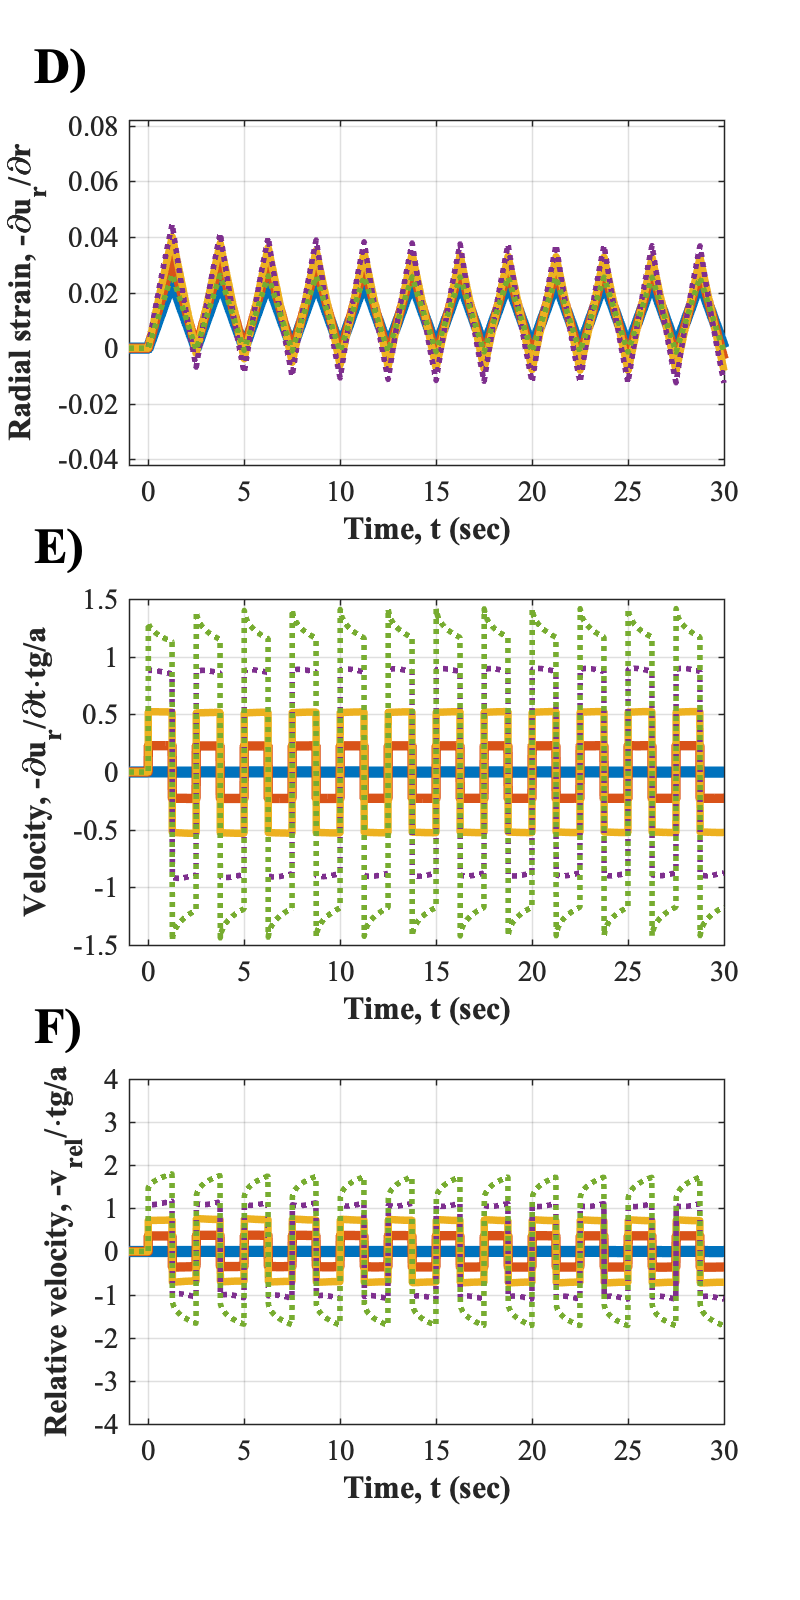 D)
0.08
0.06
0.04
0.02
0
-0.02
-0.04
Radial strain, -∂u_r/∂r
0 5 10 15 20 25 30
Time, t (sec)
E)
1.5
1
0.5
0
-0.5
-1
-1.5
Velocity, -∂u_r/∂t·tg/a
0 5 10 15 20 25 30
Time, t (sec)
F)
4
3
2
1
0
-1
-2
-3
-4
Relative velocity, -v_rel/·tg/a
0 5 10 15 20 25 30
Time, t (sec)